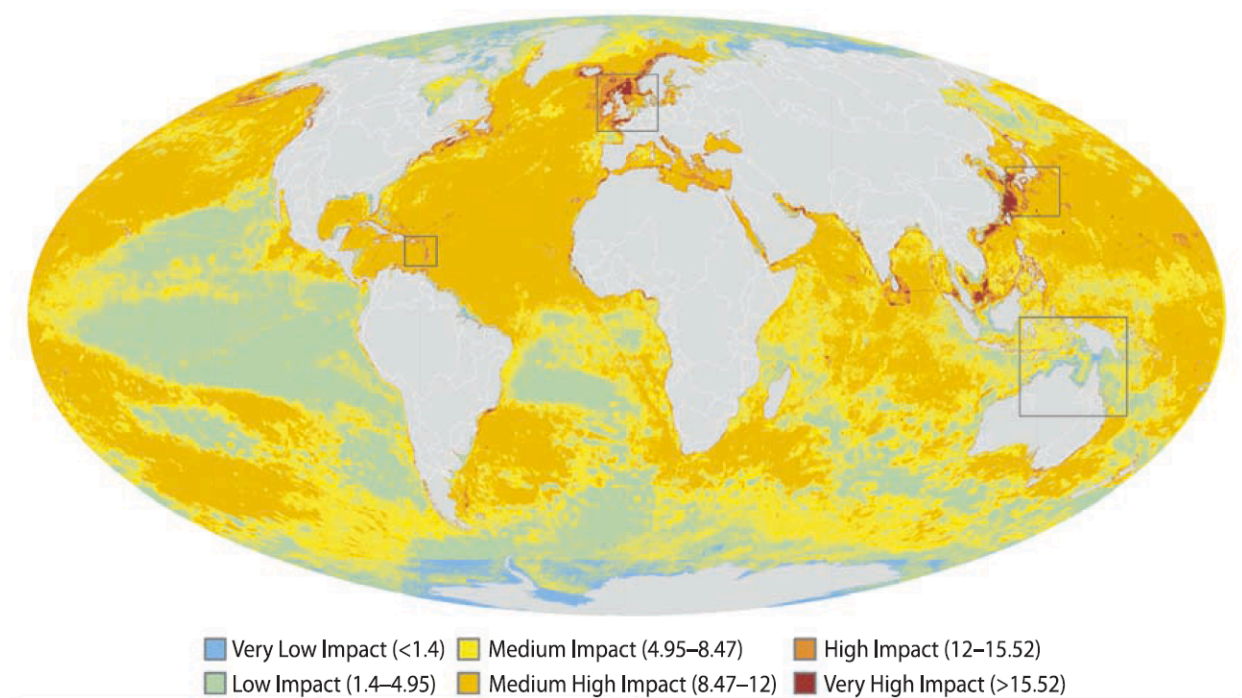 Very Low Impact (<1.4)
Medium Impact (4.95–8.47)
High Impact (12–15.52)
Low Impact (1.4–4.95)
Medium High Impact (8.47–12)
Very High Impact (>15.52)